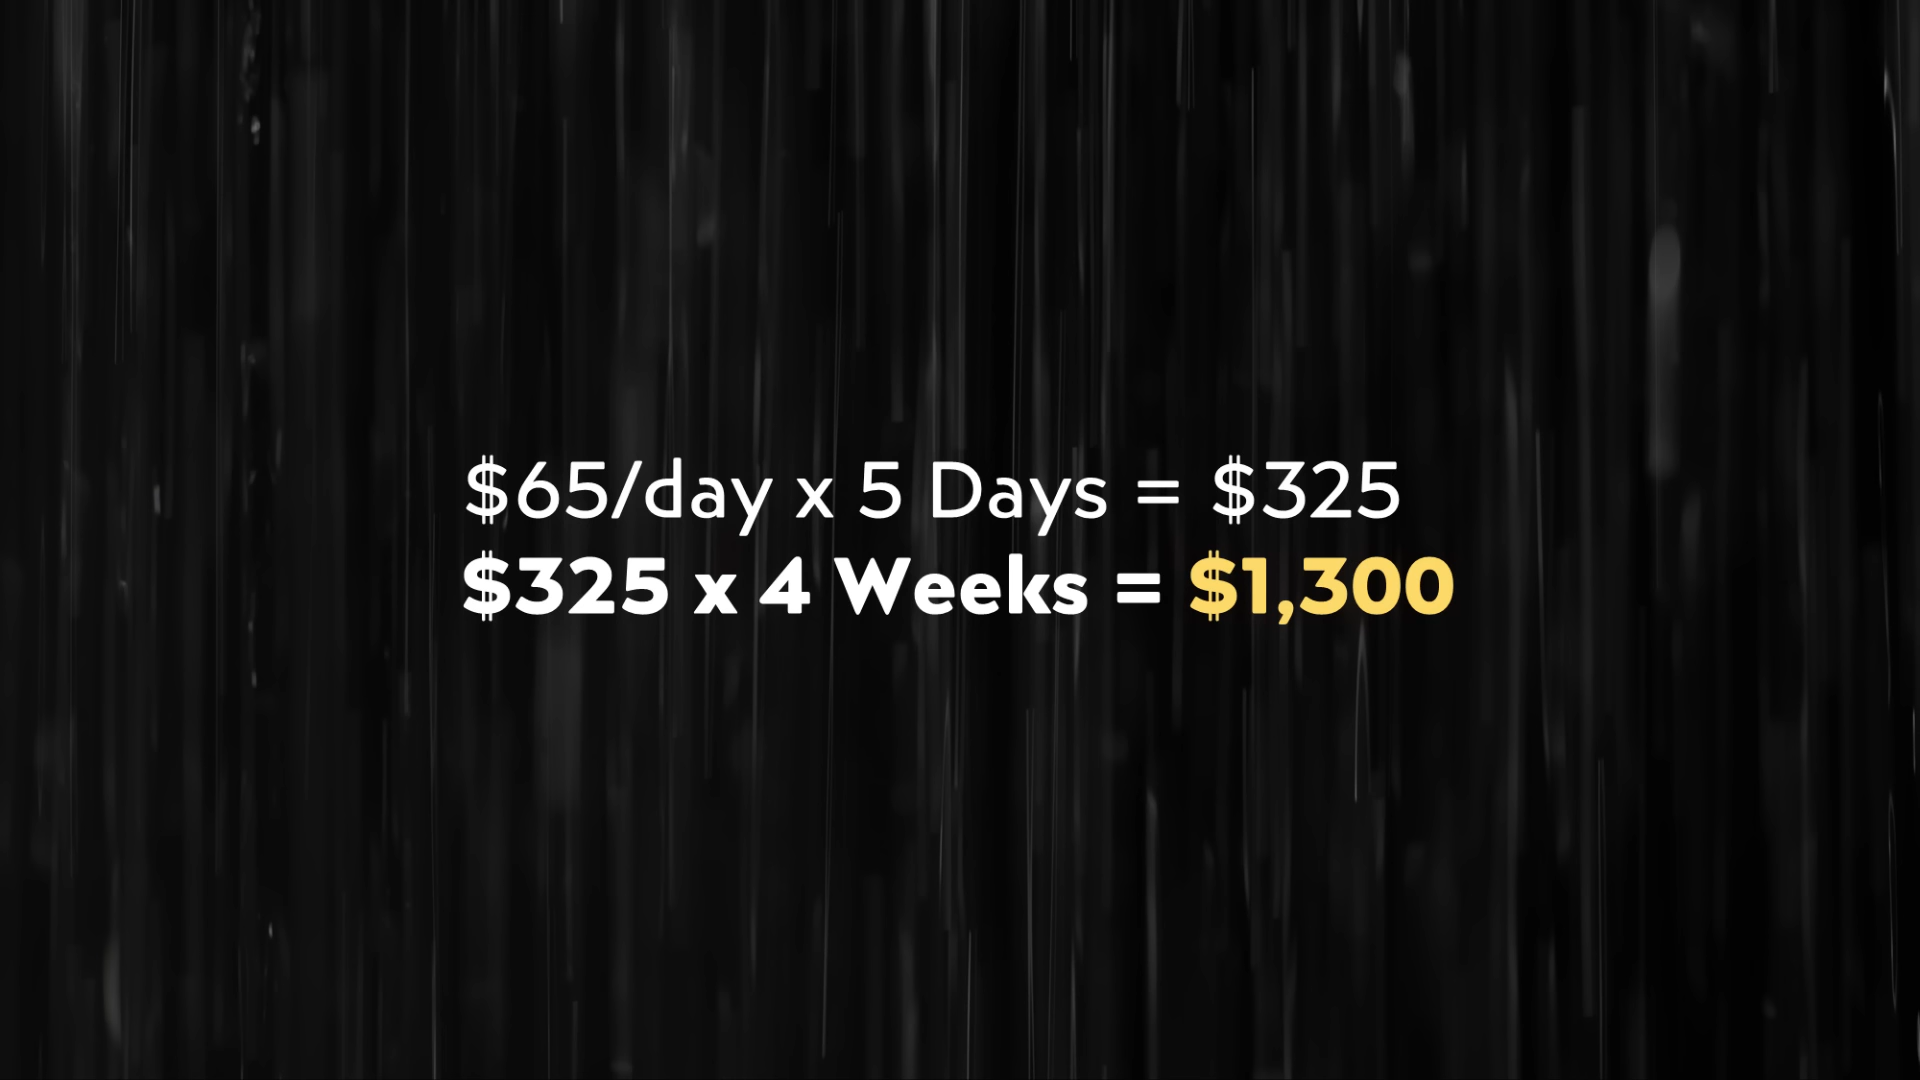 $65/day x 5 Days = $325
$325 x 4 Weeks = $1,300